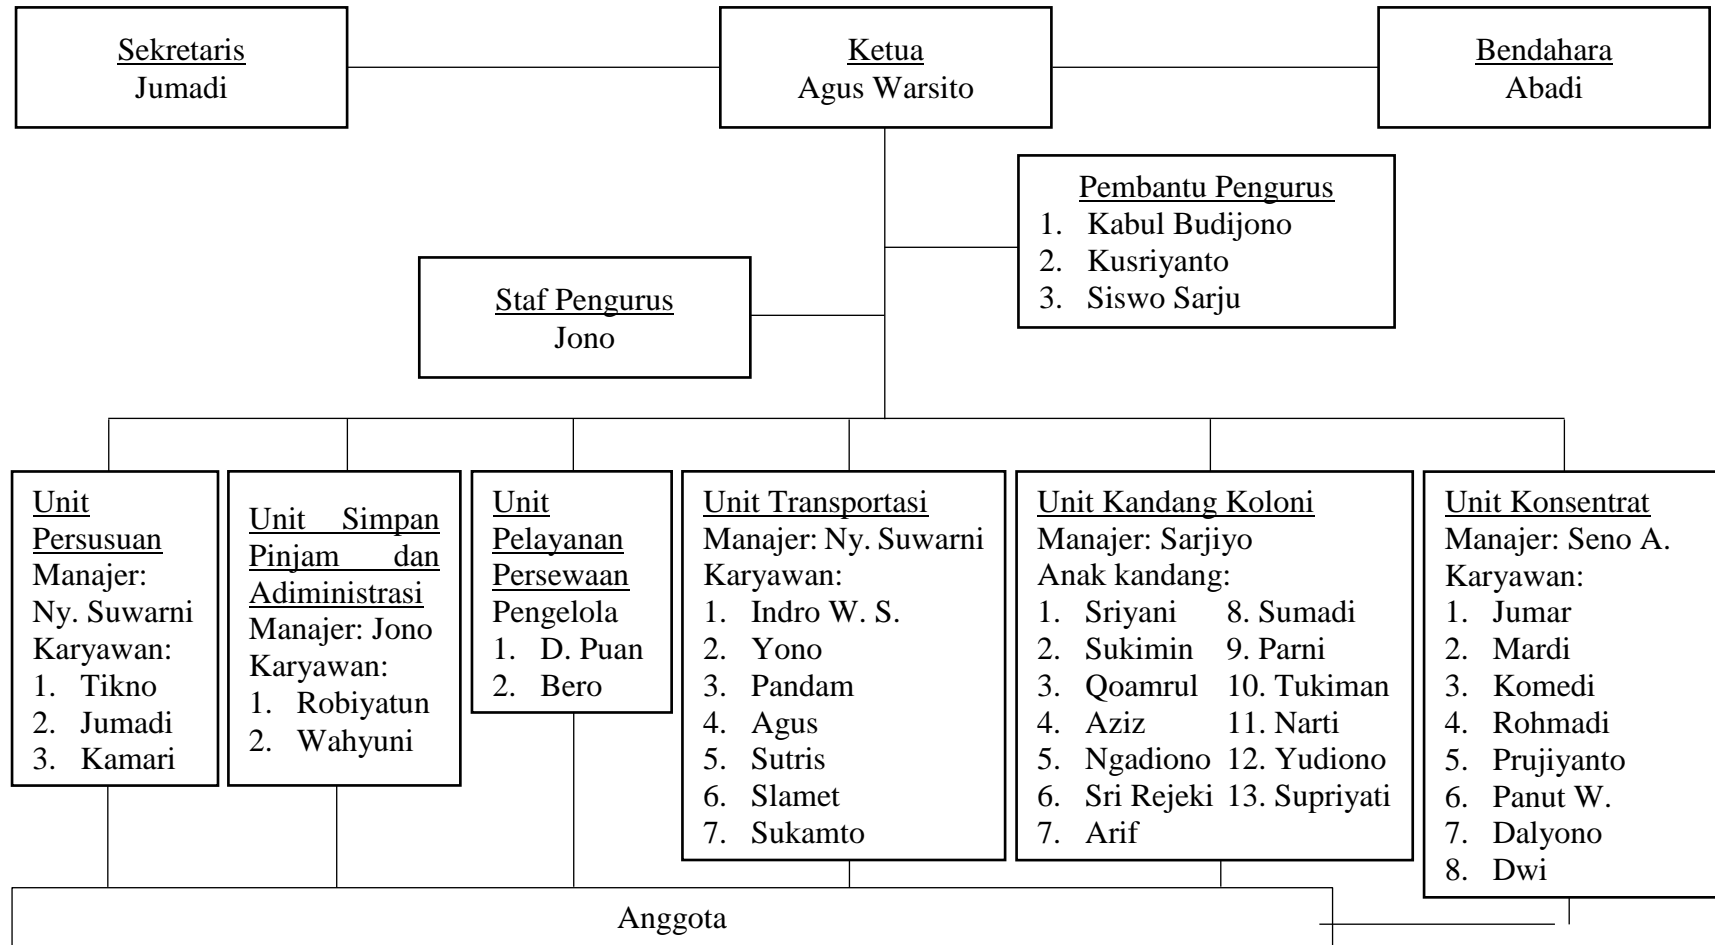 Sekretaris
Jumadi
Ketua
Agus Warsito
Bendahara
Abadi
Pembantu Pengurus
1. Kabul Budijono
2. Kusriyanto
3. Siswo Sarju
Staf Pengurus
Jono
Unit
Persusuan
Manajer:
Ny. Suwarni
Karyawan:
1. Tikno
2. Jumadi
3. Kamari
Unit Simpan
Pinjam dan
Adiministrasi
Manajer: Jono
Karyawan:
1. Robiyatun
2. Wahyuni
Unit
Pelayanan
Persewaan
Pengelola
1. D. Puan
2. Bero
Unit Transportasi
Manajer: Ny. Suwarni
Karyawan:
1. Indro W. S.
2. Yono
3. Pandam
4. Agus
5. Sutris
6. Slamet
7. Sukamto
Unit Kandang Koloni
Manajer: Sarjiyo
Anak kandang:
1. Sriyani 8. Sumadi
2. Sukimin 9. Parni
3. Qoamrul 10. Tukiman
4. Aziz 11. Narti
5. Ngadiono 12. Yudiono
6. Sri Rejeki 13. Supriyati
7. Arif
Unit Konsentrat
Manajer: Seno A.
Karyawan:
1. Jumar
2. Mardi
3. Komedi
4. Rohmadi
5. Prujiyanto
6. Panut W.
7. Dalyono
8. Dwi
Anggota